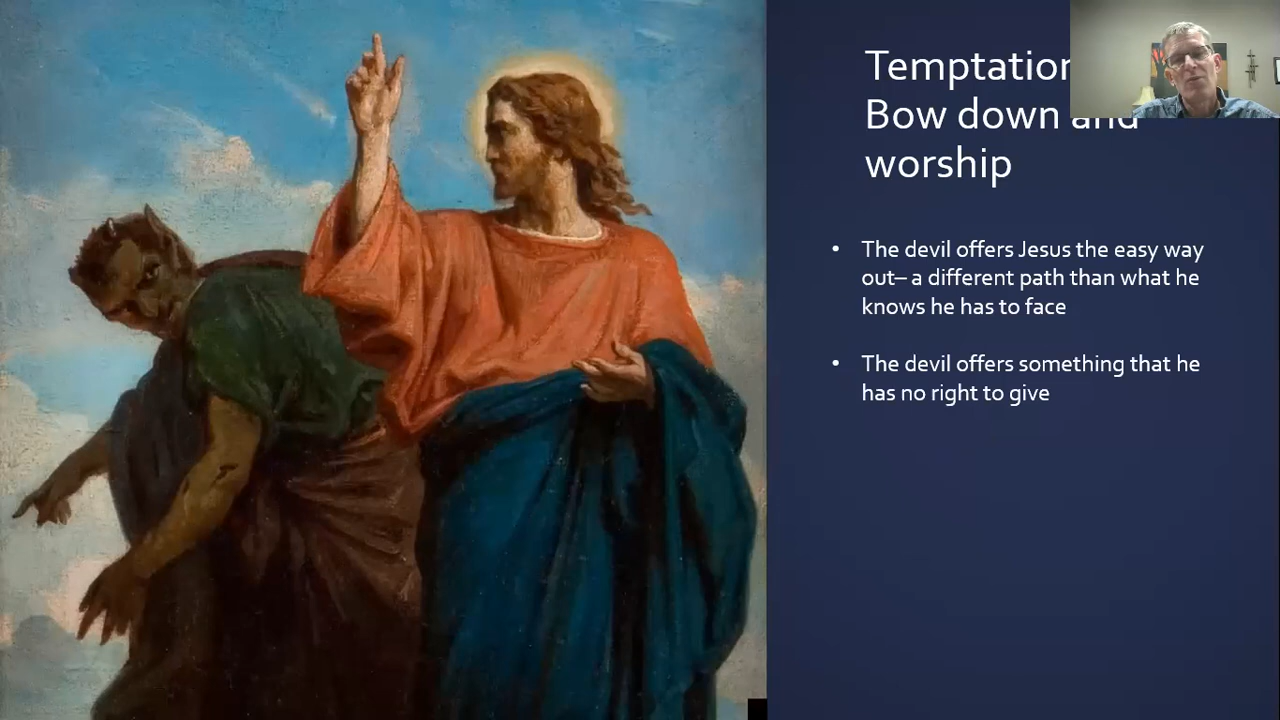 Temptation
Bow down and
worship
• The devil offers Jesus the easy way
out– a different path than what he
knows he has to face
• The devil offers something that he
has no right to give